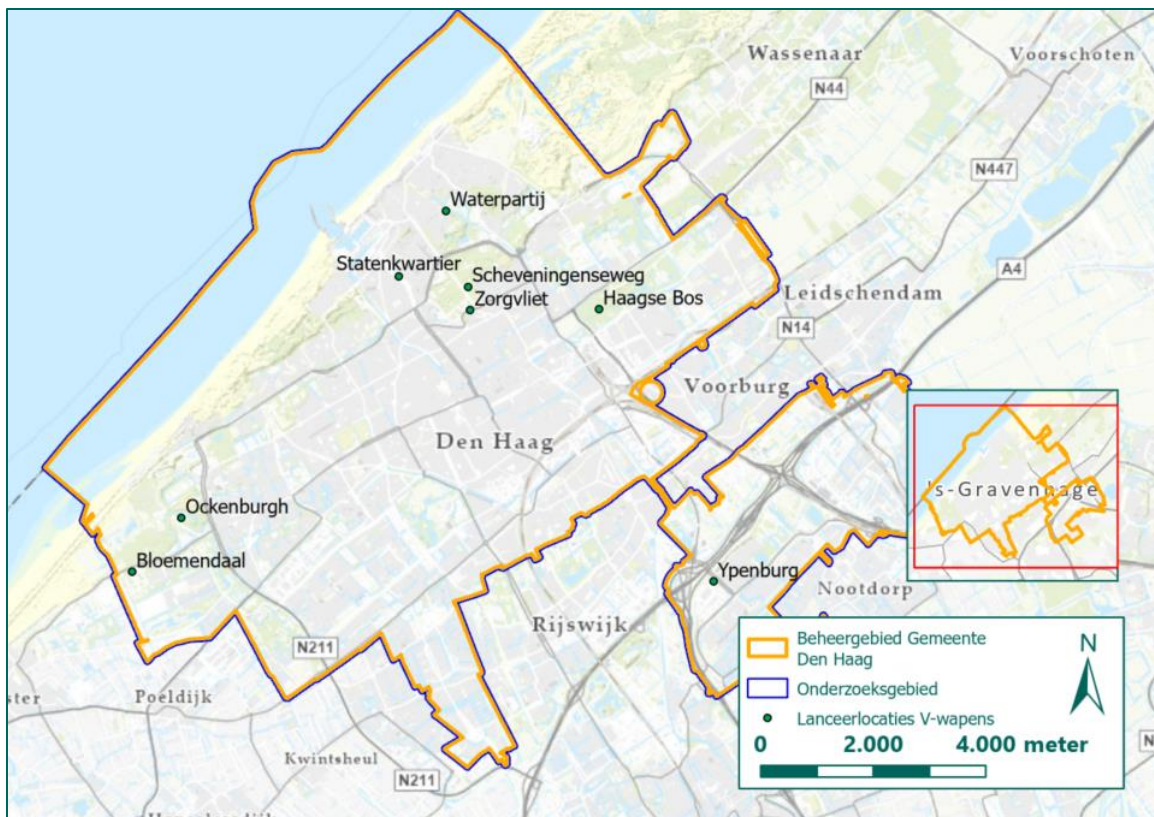 Wassenaar
Voorschoten
N44
N447
Waterpartij
Statenkwartier
Scheveningenseweg
Zorgvliet
Haagse Bos
A4
Leidschendam
N14
Voorburg
Den Haag
's-Gravenhage
Ockenburgh
Bloemendaal
Ypenburg
Nootdorp
Rijswijk
N211
Poeldijk
Kwintsheul
N211
Beheergebied Gemeente
Den Haag
Onderzoeksgebied
Lanceerlocaties V-wapens
N
0 2.000 4.000 meter